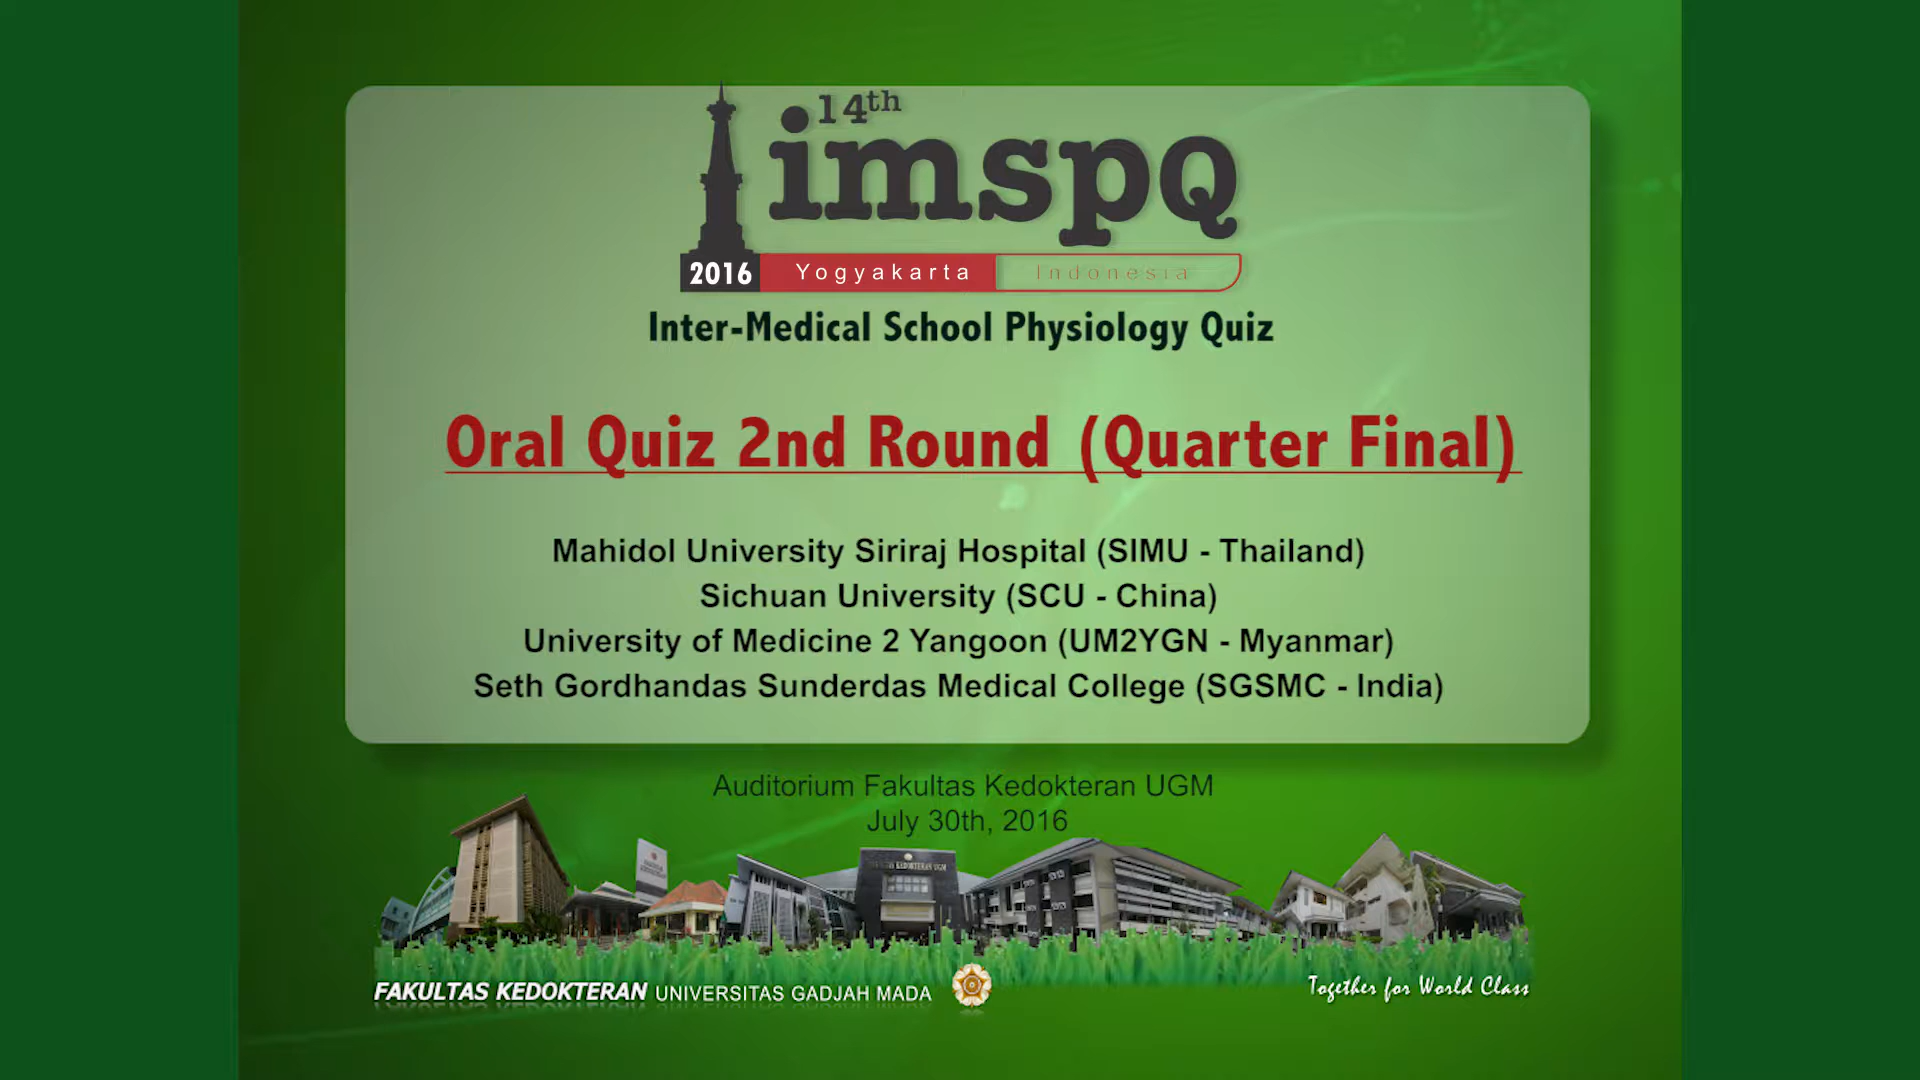 14th
imspQ
2016 Yogyakarta Indonesia
Inter-Medical School Physiology Quiz
Oral Quiz 2nd Round (Quarter Final)
Mahidol University Siriraj Hospital (SIMU - Thailand)
Sichuan University (SCU - China)
University of Medicine 2 Yangoon (UM2YGN - Myanmar)
Seth Gordhandas Sunderdas Medical College (SGSMC - India)
Auditorium Fakultas Kedokteran UGM
July 30th, 2016
FAKULTAS KEDOKTERAN UNIVERSITAS GADJAH MADA
Together for World Class